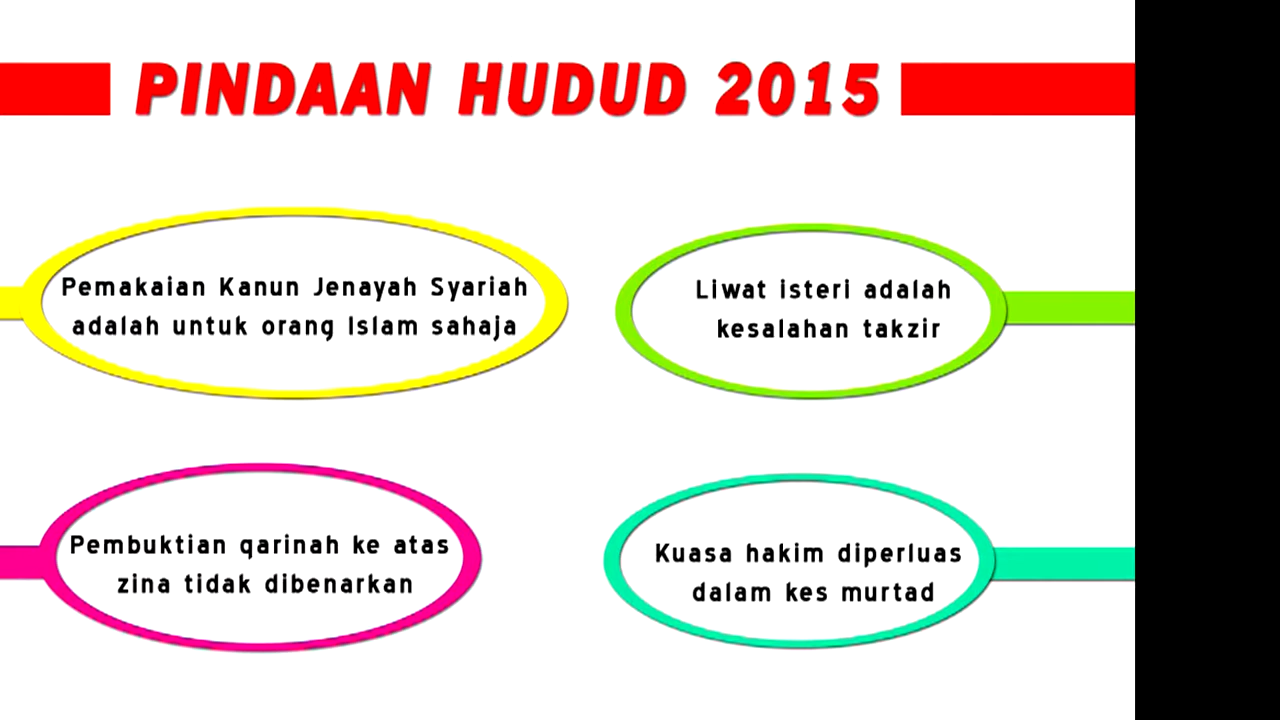 PINDAAN HUDUD 2015
Pemakaian Kanun Jenayah Syariah
adalah untuk orang Islam sahaja
Liwat isteri adalah
kesalahan takzir
Pembuktian qarinah ke atas
zina tidak dibenarkan
Kuasa hakim diperluas
dalam kes murtad